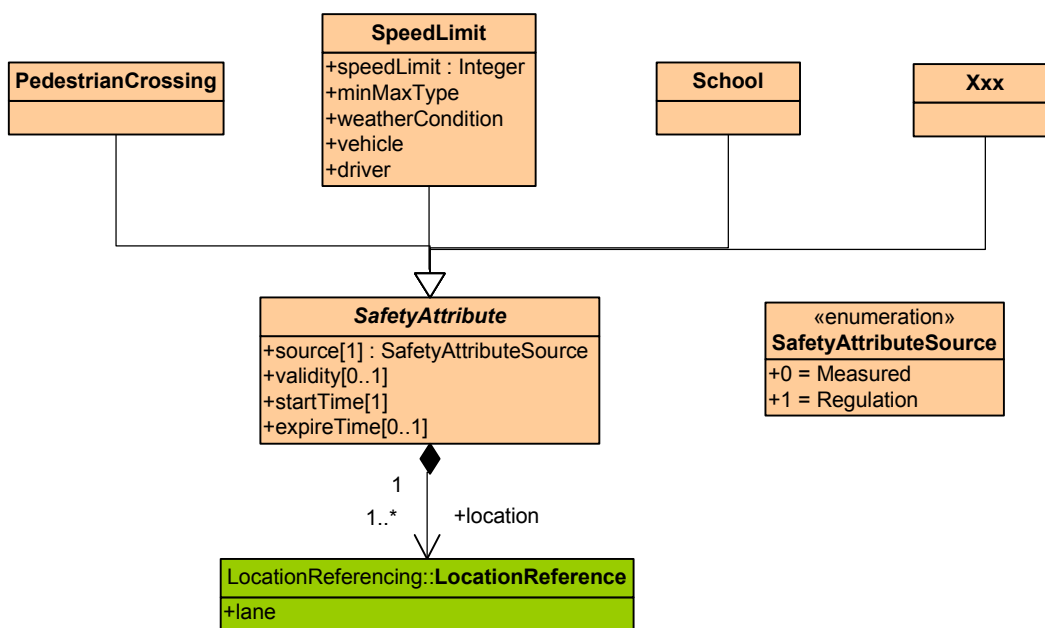 PedestrianCrossing
SpeedLimit
+speedLimit : Integer
+minMaxType
+weatherCondition
+vehicle
+driver
School
Xxx
SafetyAttribute
+source[1] : SafetyAttributeSource
+validity[0..1]
+startTime[1]
+expireTime[0..1]
«enumeration»
SafetyAttributeSource
+0 = Measured
+1 = Regulation
1
1..*
+location
LocationReferencing::LocationReference
+lane